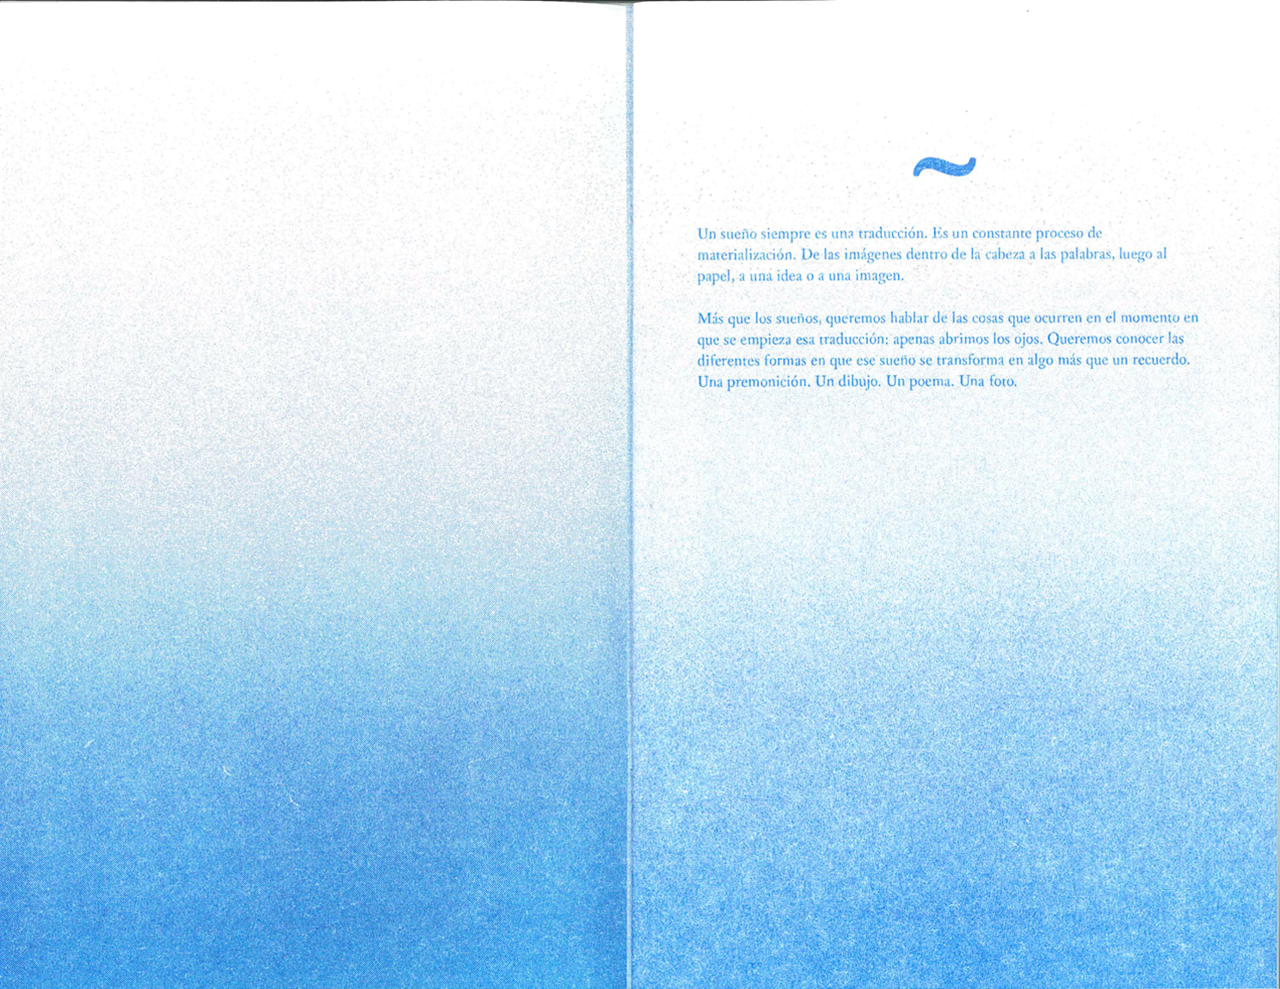 ~
Un sueño siempre es una traducción. Es un constante proceso de
materialización. De las imágenes dentro de la cabeza a las palabras, luego al
papel, a una idea o a una imagen.
Más que los sueños, queremos hablar de las cosas que ocurren en el momento en
que se empieza esa traducción: apenas abrimos los ojos. Queremos conocer las
diferentes formas en que ese sueño se transforma en algo más que un recuerdo.
Una premonición. Un dibujo. Un poema. Una foto.